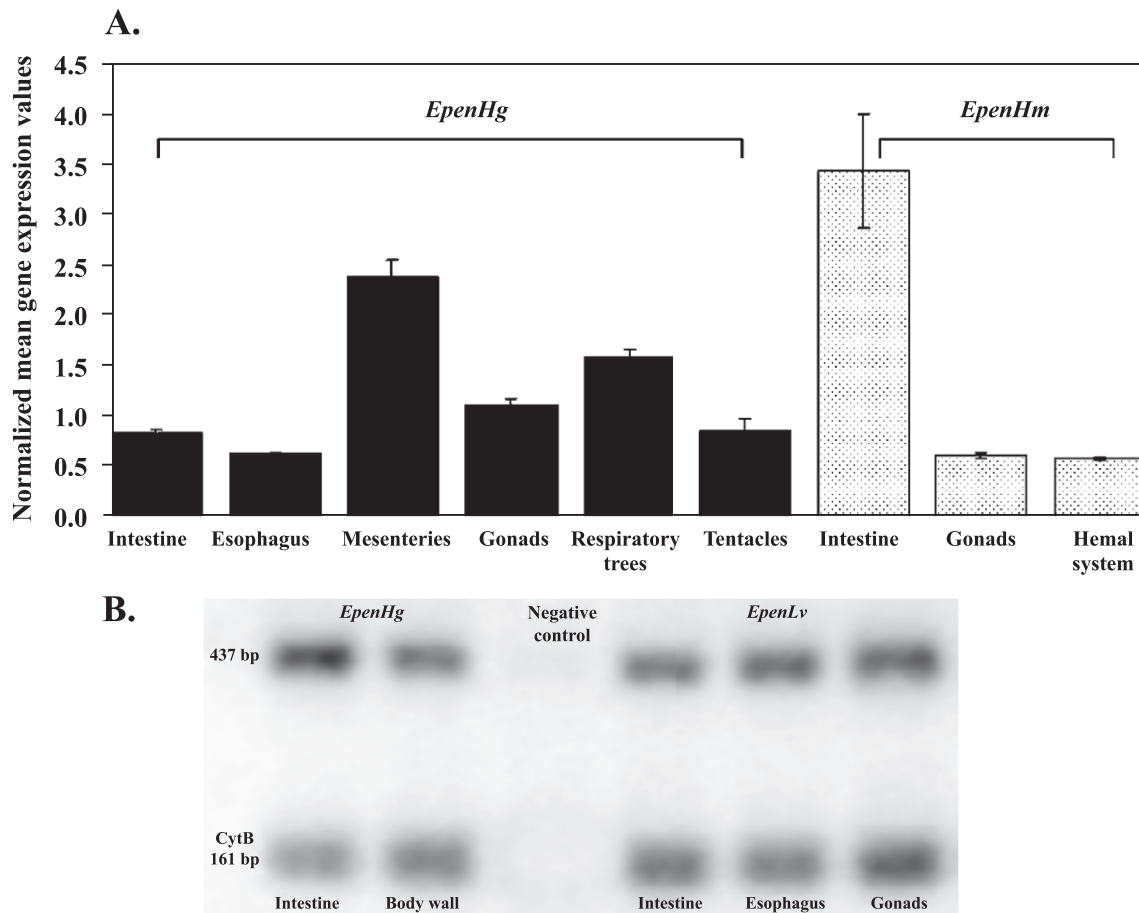 A.
Normalized mean gene expression values
4.5
4.0
3.5
3.0
2.5
2.0
1.5
1.0
0.5
0.0
EpenHg
EpenHm
Intestine
Esophagus
Mesenteries
Gonads
Respiratory
trees
Tentacles
Intestine
Gonads
Hemal
system
B.
EpenHg
Negative
control
EpenLv
437 bp
CytB
161 bp
Intestine
Body wall
Intestine
Esophagus
Gonads